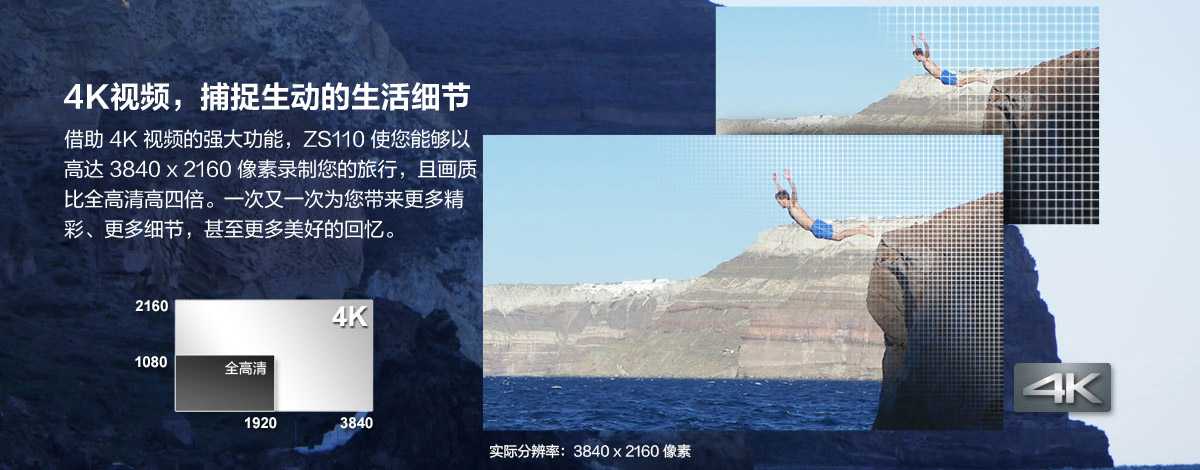 4K视频，捕捉生动的生活细节
借助 4K 视频的强大功能，ZS110 使您能够以
高达 3840 x 2160 像素录制您的旅行，且画质
比全高清高四倍。一次又一次为您带来更多精
彩、更多细节，甚至更多美好的回忆。
2160
4K
1080
全高清
1920
3840
4K
实际分辨率：3840 x 2160 像素